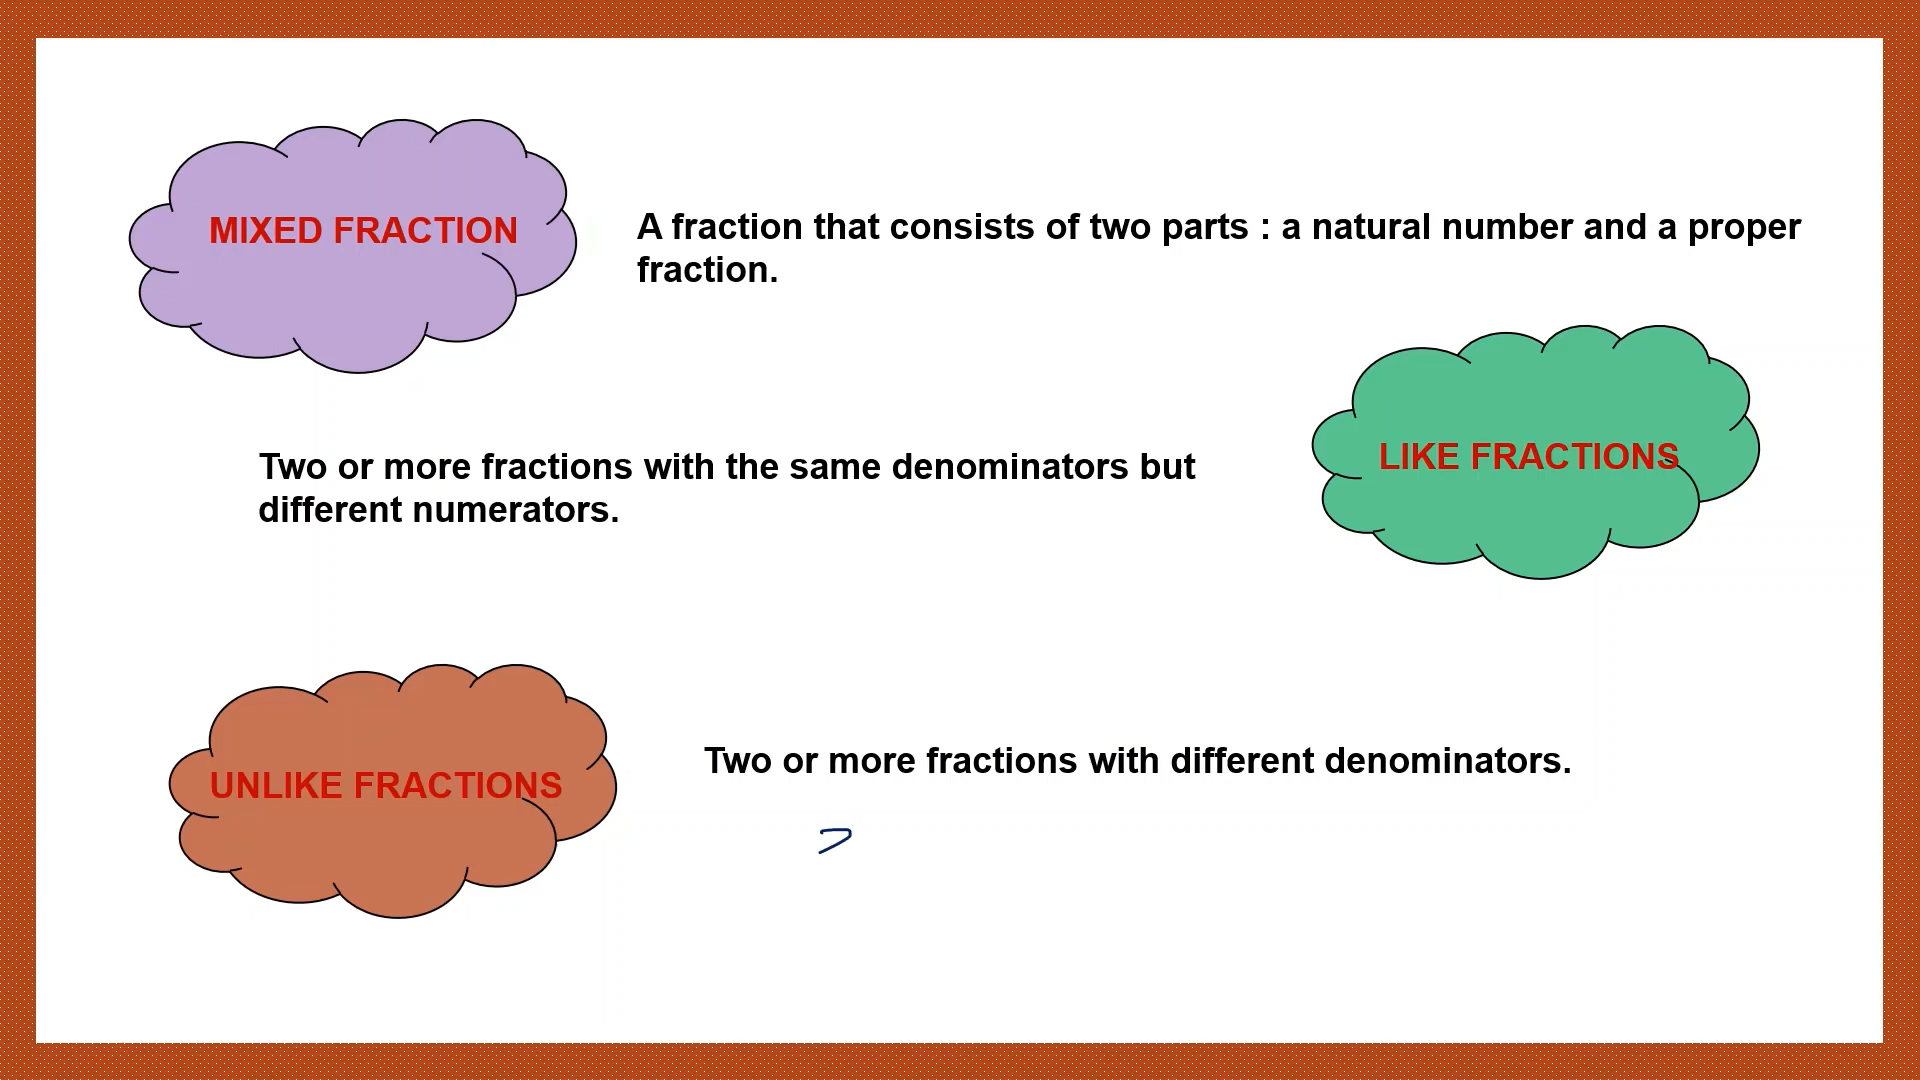 MIXED FRACTION
A fraction that consists of two parts : a natural number and a proper
fraction.
LIKE FRACTIONS
Two or more fractions with the same denominators but
different numerators.
UNLIKE FRACTIONS
Two or more fractions with different denominators.